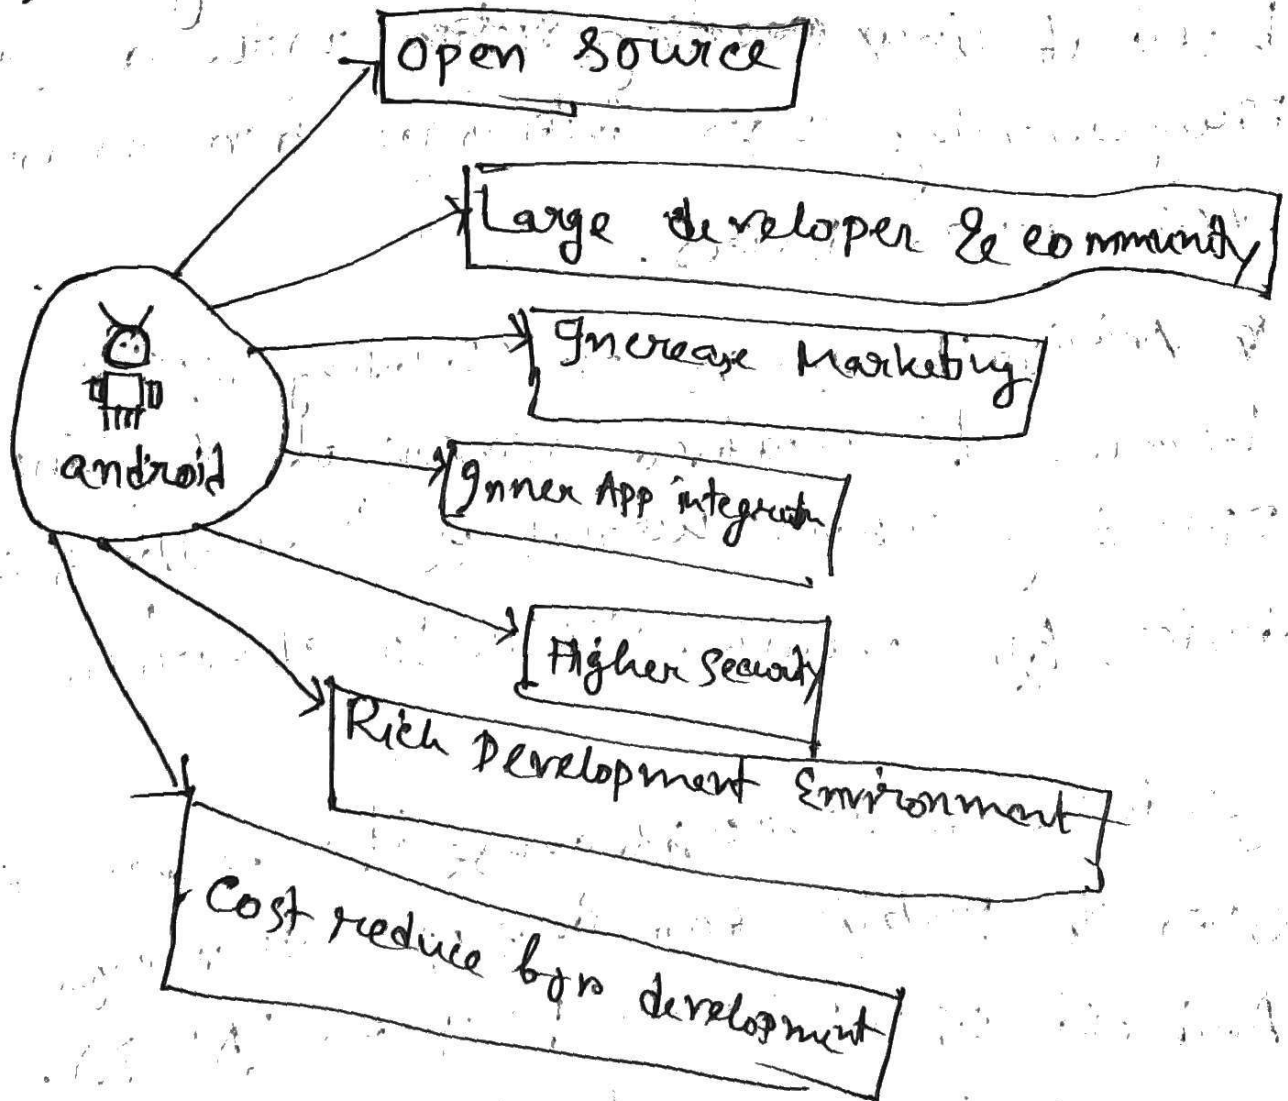 Open Source
Large developer & community
Increase Marketing
android
Inner App integration
Higher Security
Rich Development Environment
Cost reduce development